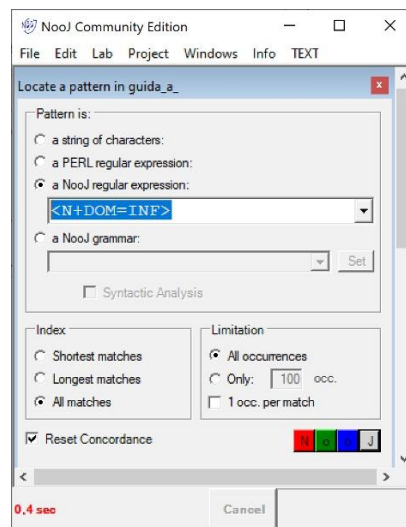 NooJ Community Edition
File Edit Lab Project Windows Info TEXT
Locate a pattern in guida_a_
Pattern is:
a string of characters:
a PERL regular expression:
a NooJ regular expression:
<N+DOM=INF>
a NooJ grammar:
Set
Syntactic Analysis
Index
Shortest matches
Longest matches
All matches
Limitation
All occurrences
Only: 100 occ.
1 occ. per match
Reset Concordance
N o o J
0.4 sec
Cancel